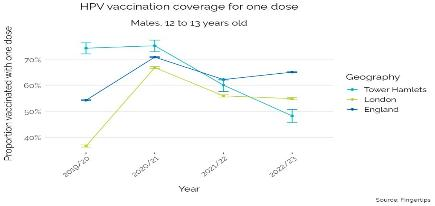 HPV vaccination coverage for one dose
Males, 12 to 13 years old
Proportion vaccinated with one dose
70%
60%
50%
40%
2019/20
2020/21
2021/22
2022/23
Year
Geography
Tower Hamlets
London
England
Source: Fingertips